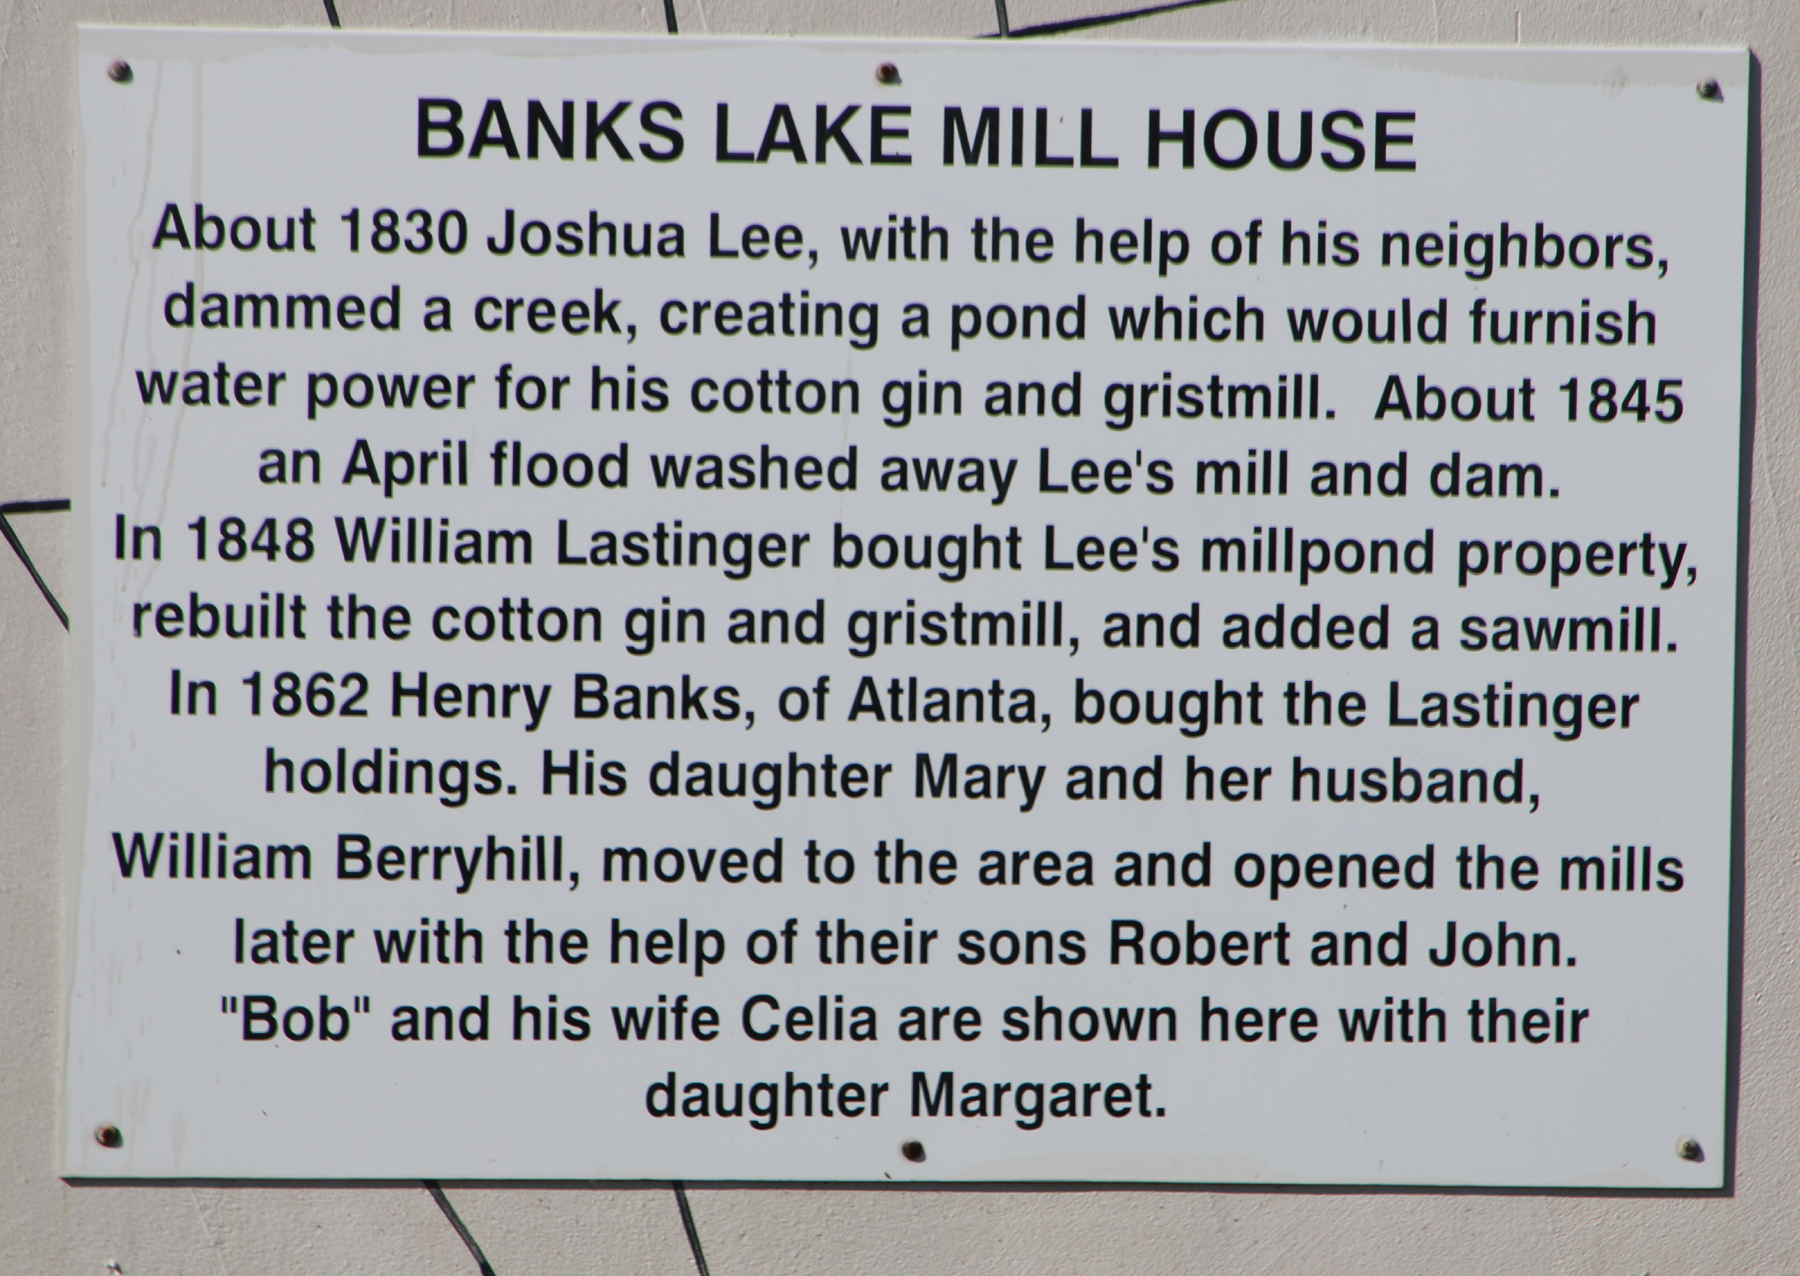 BANKS LAKE MILL HOUSE
About 1830 Joshua Lee, with the help of his neighbors,
dammed a creek, creating a pond which would furnish
water power for his cotton gin and gristmill.  About 1845
an April flood washed away Lee's mill and dam.
In 1848 William Lastinger bought Lee's millpond property,
rebuilt the cotton gin and gristmill, and added a sawmill.
In 1862 Henry Banks, of Atlanta, bought the Lastinger
holdings. His daughter Mary and her husband,
William Berryhill, moved to the area and opened the mills
later with the help of their sons Robert and John.
"Bob" and his wife Celia are shown here with their
daughter Margaret.